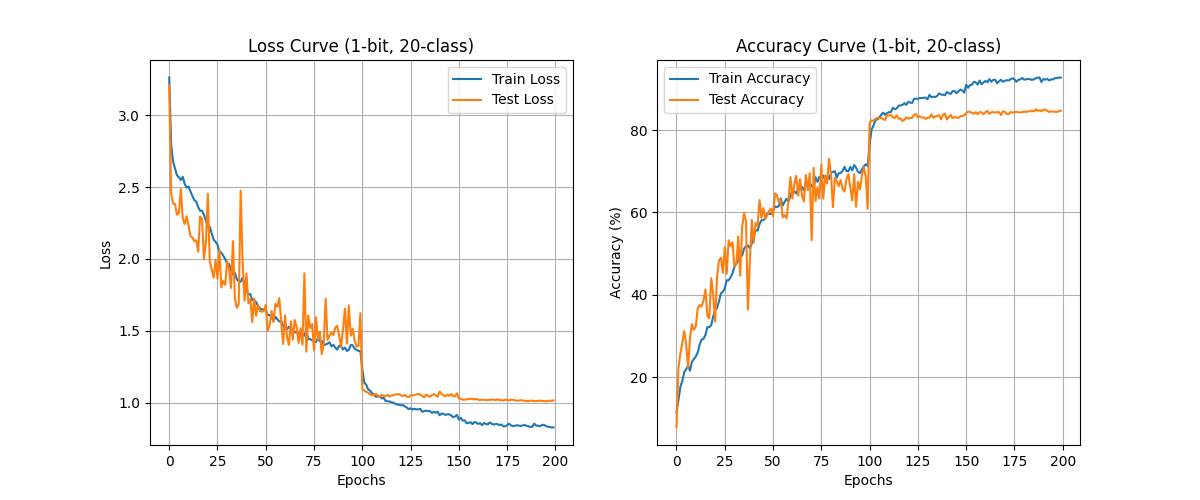 Loss Curve (1-bit, 20-class)
Loss
3.0
2.5
2.0
1.5
1.0
Train Loss
Test Loss
0 25 50 75 100 125 150 175 200
Epochs
Accuracy Curve (1-bit, 20-class)
Accuracy (%)
80
60
40
20
Train Accuracy
Test Accuracy
0 25 50 75 100 125 150 175 200
Epochs